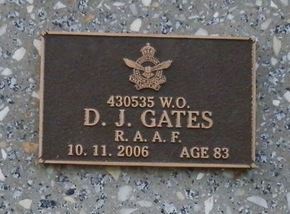 430535 W.O.
D. J. GATES
R. A. A. F.
10. 11. 2006 AGE 83